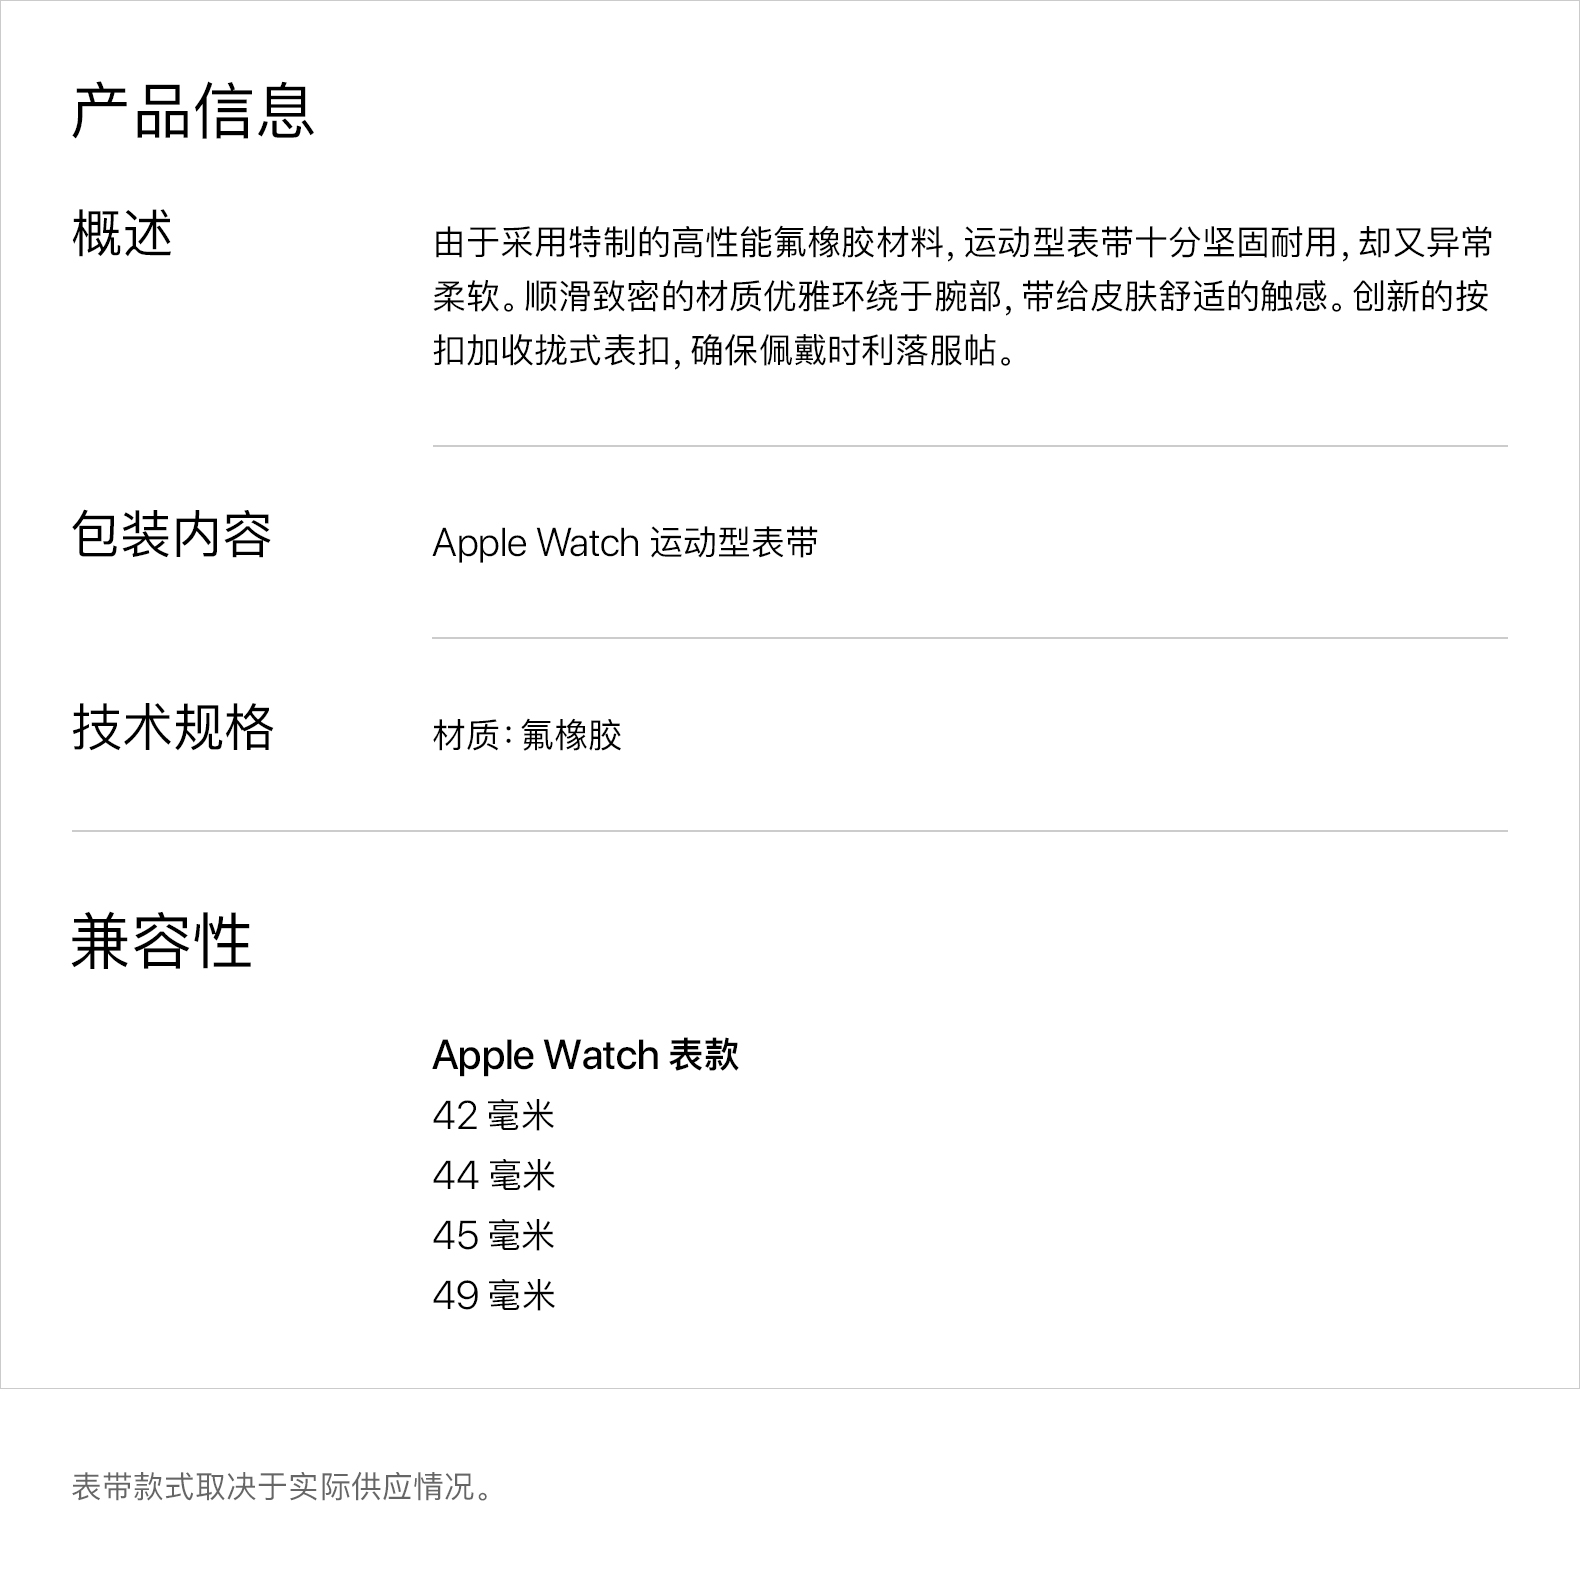 产品信息
概述
由于采用特制的高性能氟橡胶材料，运动型表带十分坚固耐用，却又异常
柔软。顺滑致密的材质优雅环绕于腕部，带给皮肤舒适的触感。创新的按
扣加收拢式表扣，确保佩戴时利落服帖。
包装内容
Apple Watch 运动型表带
技术规格
材质：氟橡胶
兼容性
Apple Watch 表款
42 毫米
44 毫米
45 毫米
49 毫米
表带款式取决于实际供应情况。